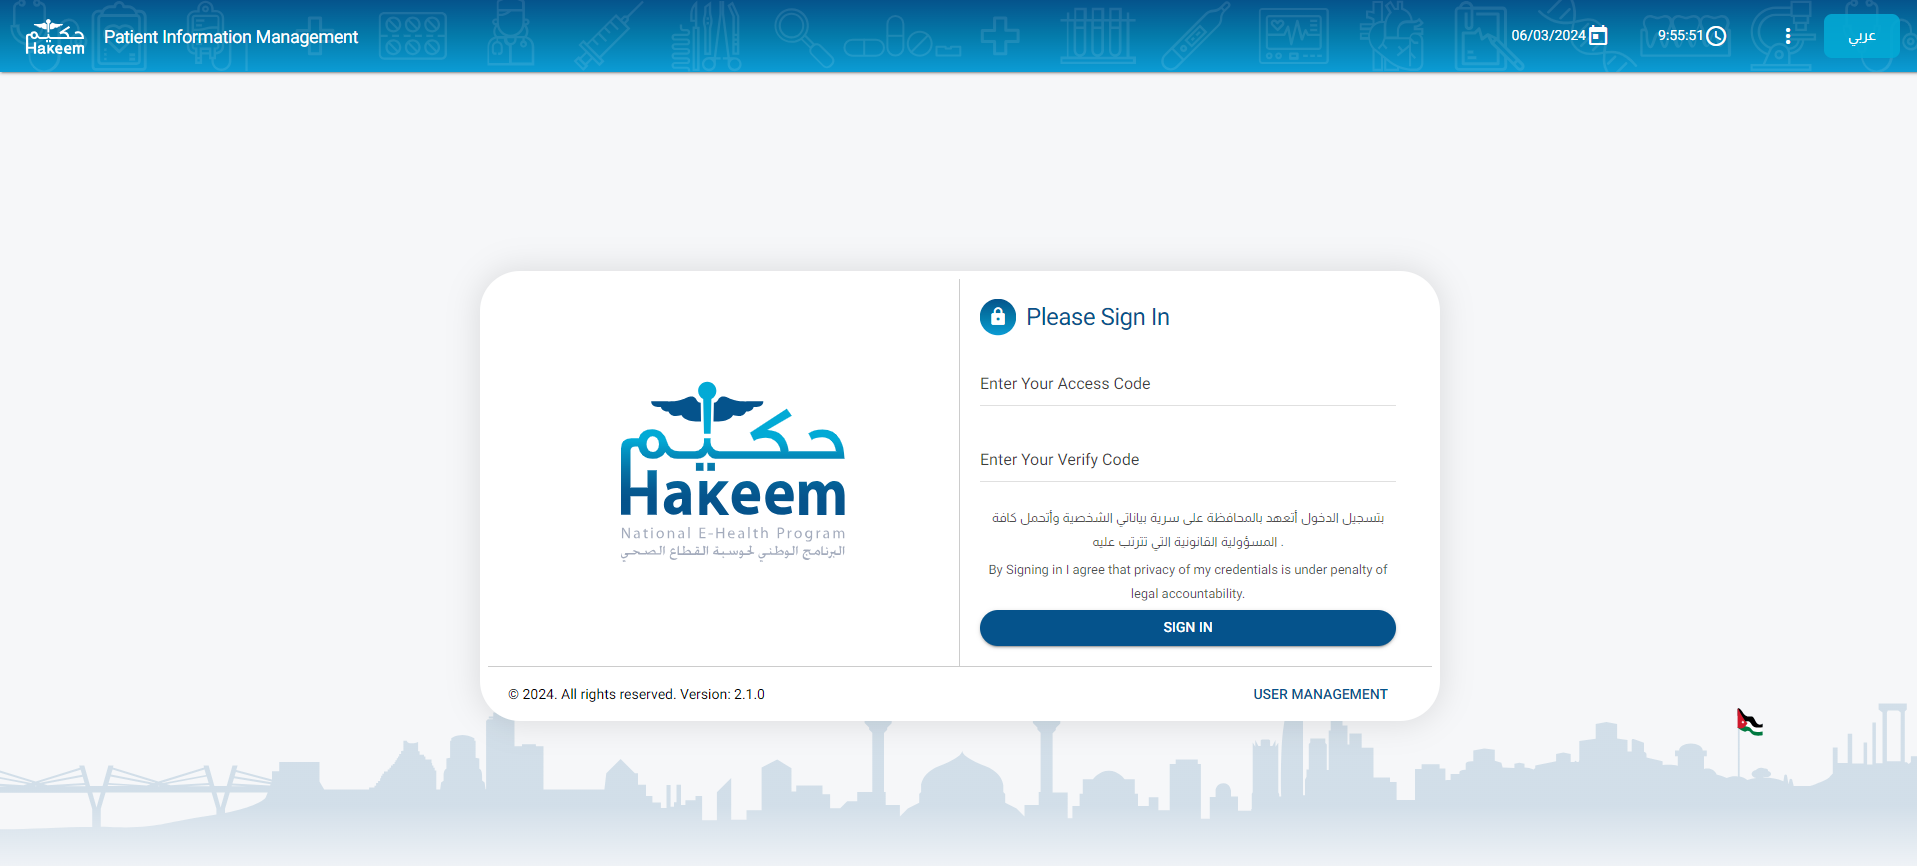 حكيم
Hakeem
Patient Information Management
06/03/2024
9:55:51
عربي
حكيم
Hakeem
National E-Health Program
البرنامج الوطني لحوسبة القطاع الصحي
Please Sign In
Enter Your Access Code
Enter Your Verify Code
بتسجيل الدخول أتعهد بالمحافظة على سرية بياناتي الشخصية وأتحمل كافة
المسؤولية القانونية التي تترتب عليه .
By Signing in I agree that privacy of my credentials is under penalty of
legal accountability.
SIGN IN
© 2024. All rights reserved. Version: 2.1.0
USER MANAGEMENT